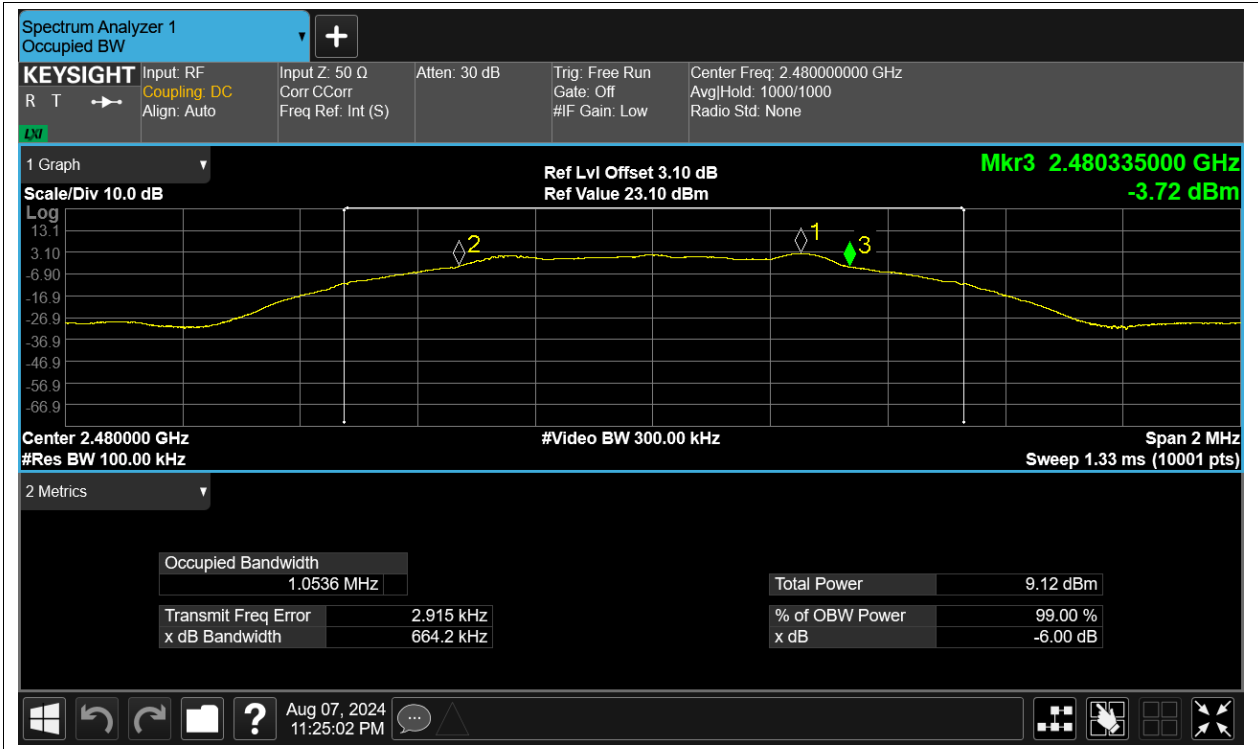 Spectrum Analyzer 1
Occupied BW
KEYSIGHT
R T
LXI
Input: RF
Coupling: DC
Align: Auto
Input Z: 50 Ω
Corr CCorr
Freq Ref: Int (S)
Atten: 30 dB
Trig: Free Run
Gate: Off
#IF Gain: Low
Center Freq: 2.480000000 GHz
Avg|Hold: 1000/1000
Radio Std: None
1 Graph
Scale/Div 10.0 dB
Ref Lvl Offset 3.10 dB
Ref Value 23.10 dBm
Mkr3 2.480335000 GHz
-3.72 dBm
Log
13.1
3.10
-6.90
-16.9
-26.9
-36.9
-46.9
-56.9
-66.9
2
1
3
Center 2.480000 GHz
#Res BW 100.00 kHz
#Video BW 300.00 kHz
Span 2 MHz
Sweep 1.33 ms (10001 pts)
2 Metrics
Occupied Bandwidth
1.0536 MHz
Transmit Freq Error 2.915 kHz
x dB Bandwidth 664.2 kHz
Total Power 9.12 dBm
% of OBW Power 99.00 %
x dB -6.00 dB
?
Aug 07, 2024
11:25:02 PM